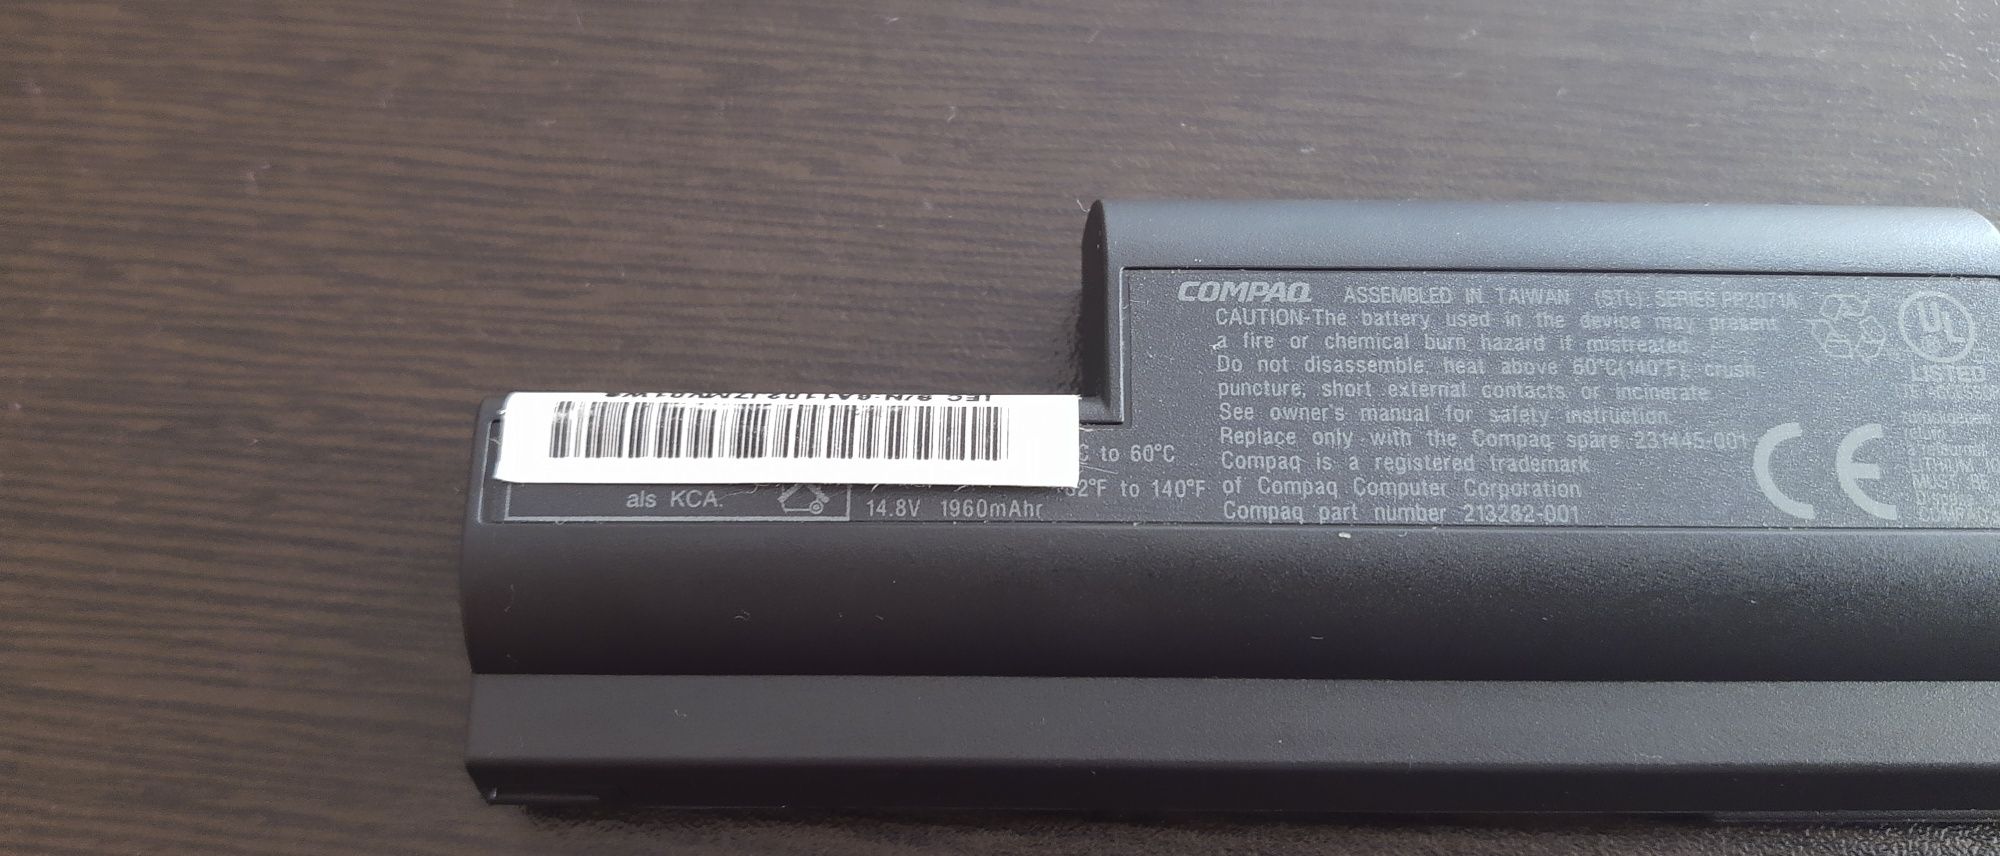 COMPAQ ASSEMBLED IN TAIWAN (STL) SERIES PP2071A
CAUTION-The battery used in the device may present
a fire or chemical burn hazard if mistreated.
Do not disassemble, heat above 60°C(140°F), crush,
puncture, short external contacts, or incinerate.
See owner's manual for safety instruction.
Replace only with the Compaq spare 231445-001
Compaq is a registered trademark
of Compaq Computer Corporation
Compaq part number 213282-001
C to 60°C
°F to 140°F
14.8V 1960mAhr
als KCA.
UL
LISTED
CE